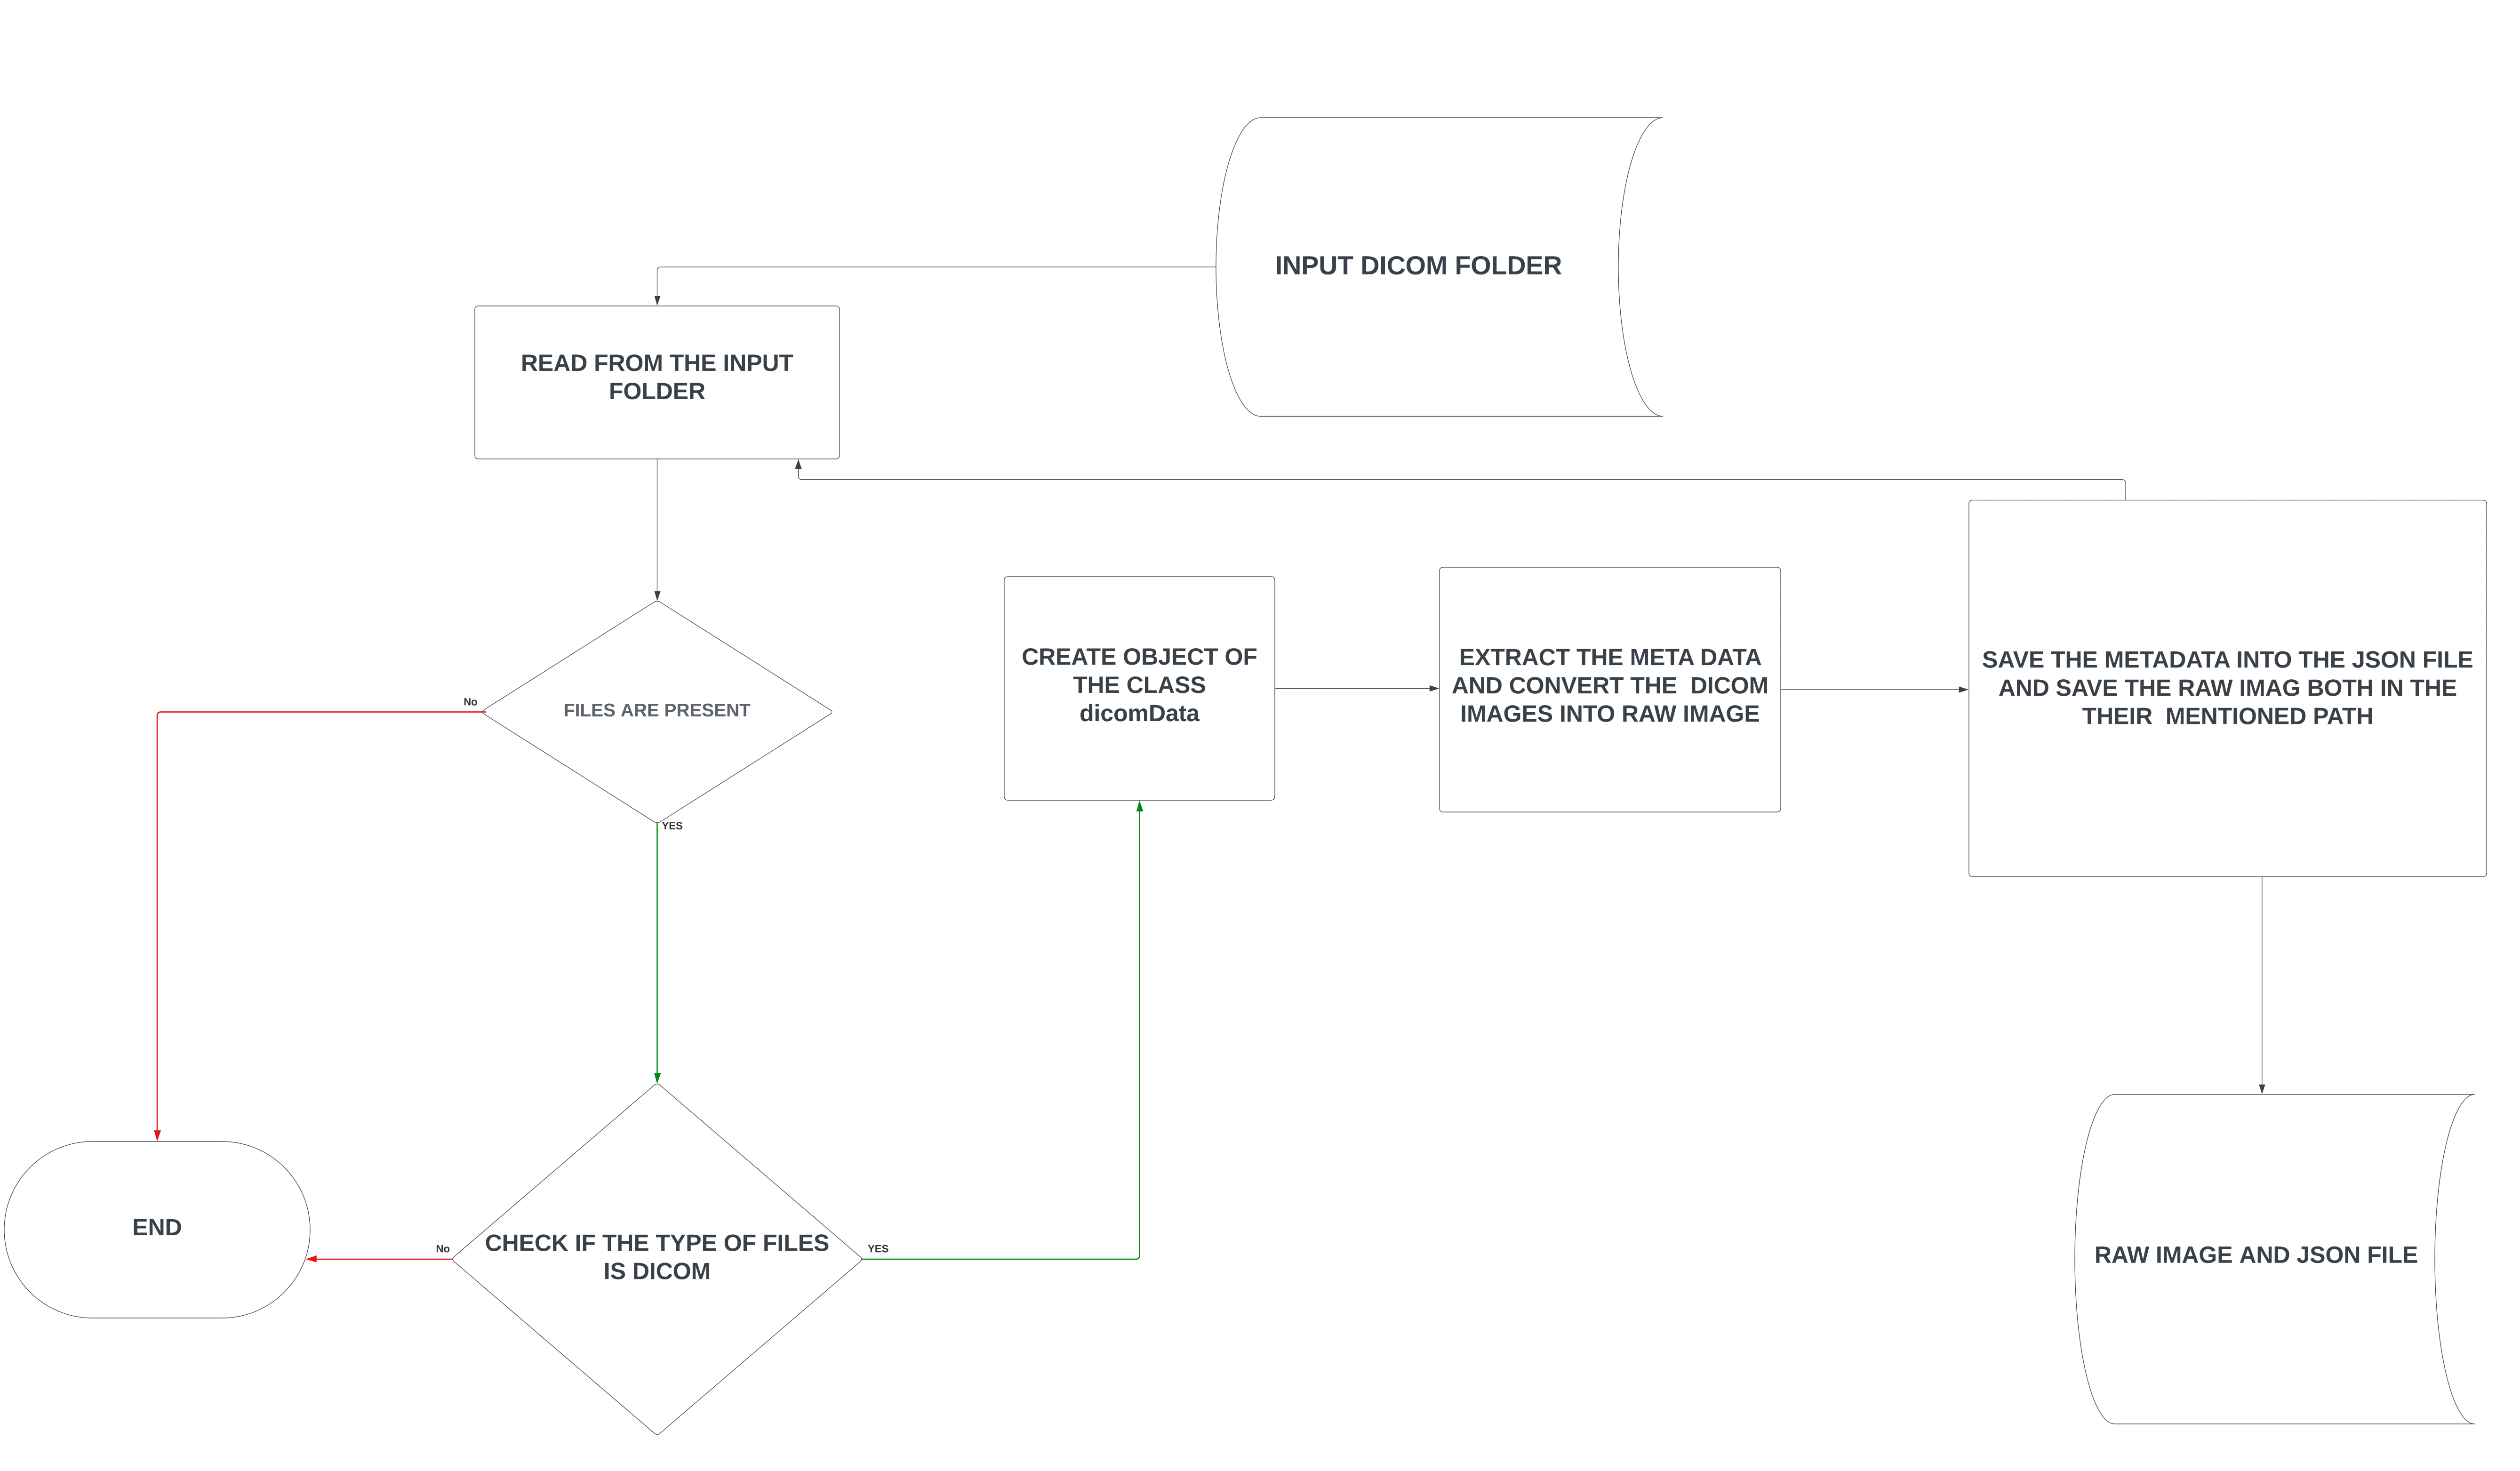 INPUT DICOM FOLDER
READ FROM THE INPUT
FOLDER
FILES ARE PRESENT
No
YES
CREATE OBJECT OF
THE CLASS
dicomData
EXTRACT THE META DATA
AND CONVERT THE  DICOM
IMAGES INTO RAW IMAGE
SAVE THE METADATA INTO THE JSON FILE
AND SAVE THE RAW IMAG BOTH IN THE
THEIR  MENTIONED PATH
END
No
CHECK IF THE TYPE OF FILES
IS DICOM
YES
RAW IMAGE AND JSON FILE